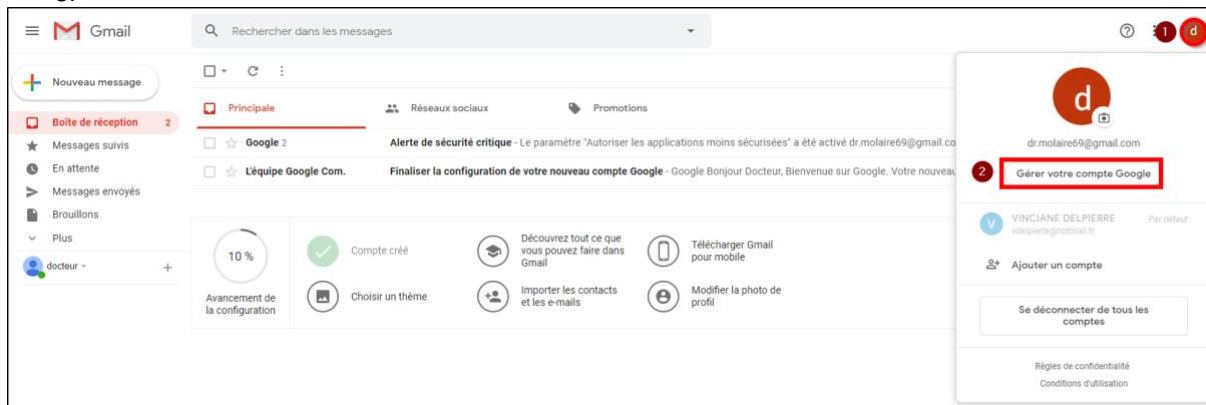 Gmail
Rechercher dans les messages
1
d
Nouveau message
Principale
Réseaux sociaux
Promotions
Boîte de réception 2
Messages suivis
En attente
Messages envoyés
Brouillons
Plus
docteur
Google 2 Alerte de sécurité critique - Le paramètre "Autoriser les applications moins sécurisées" a été activé dr.molaire69@gmail.co
L'équipe Google Com. Finaliser la configuration de votre nouveau compte Google - Google Bonjour Docteur, Bienvenue sur Google. Votre nouveau
10 %
Avancement de
la configuration
Compte créé
Découvrez tout ce que
vous pouvez faire dans
Gmail
Télécharger Gmail
pour mobile
Choisir un thème
Importer les contacts
et les e-mails
Modifier la photo de
profil
d
dr.molaire69@gmail.com
2 Gérer votre compte Google
V
VINCIANE DELPIERRE Par défaut
vdelpierre@hotmail.fr
Ajouter un compte
Se déconnecter de tous les
comptes
Règles de confidentialité
Conditions d'utilisation